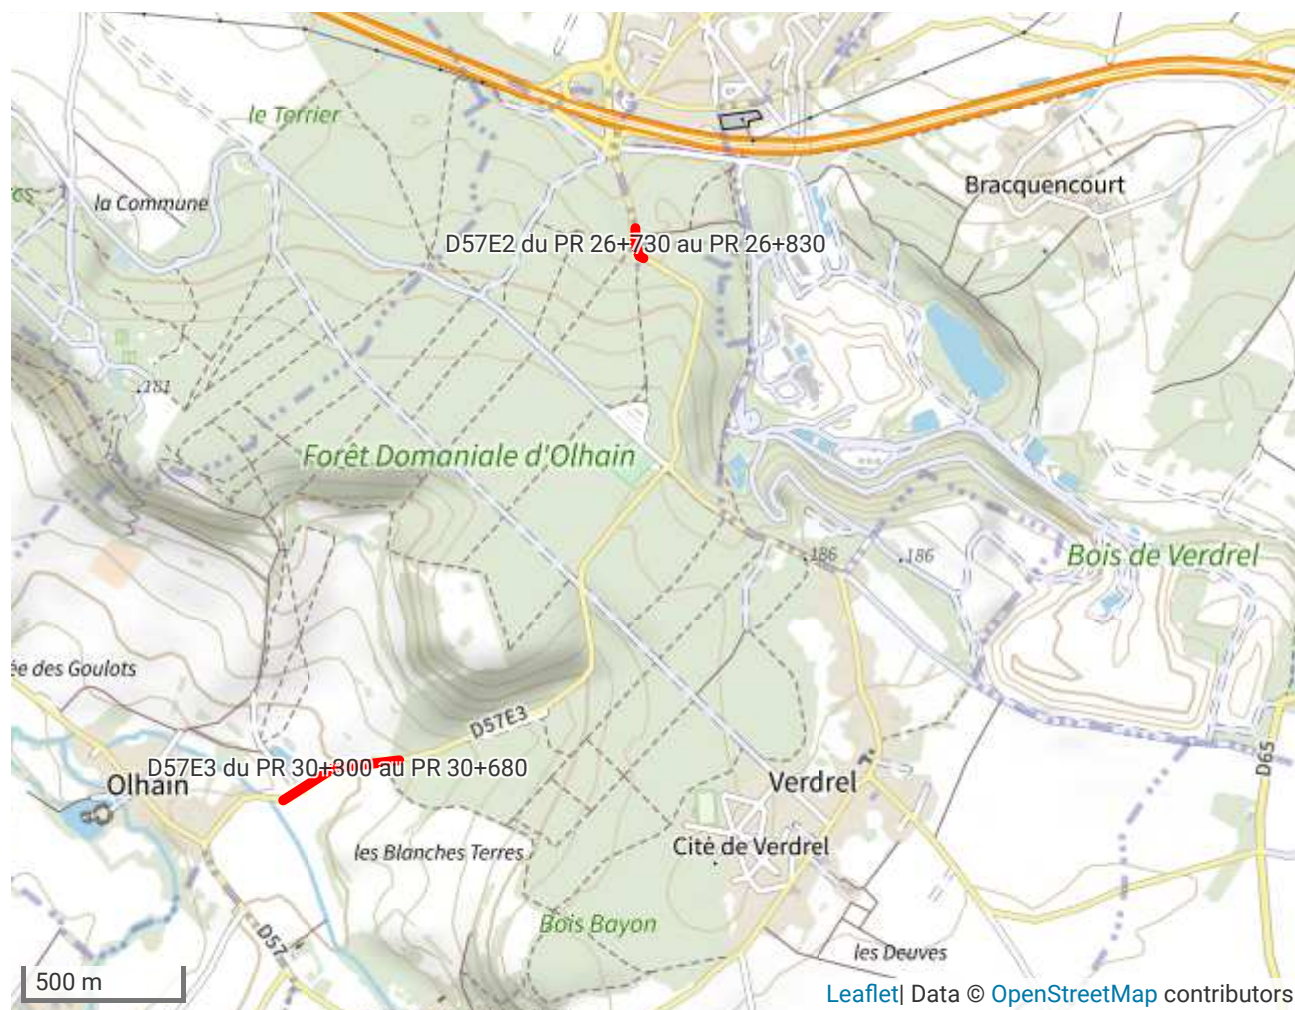 le Terrier
Bracquencourt
la Commune
D57E2 du PR 26+730 au PR 26+830
.181
Forêt Domaniale d'Olhain
.186
.186
Bois de Verdrel
ée des Goulots
D57E3
D65
D57E3 du PR 30+300 au PR 30+680
Olhain
Verdrel
Cité de Verdrel
les Blanches Terres
Bois Bayon
D57
les Deuves
500 m
Leaflet| Data © OpenStreetMap contributors